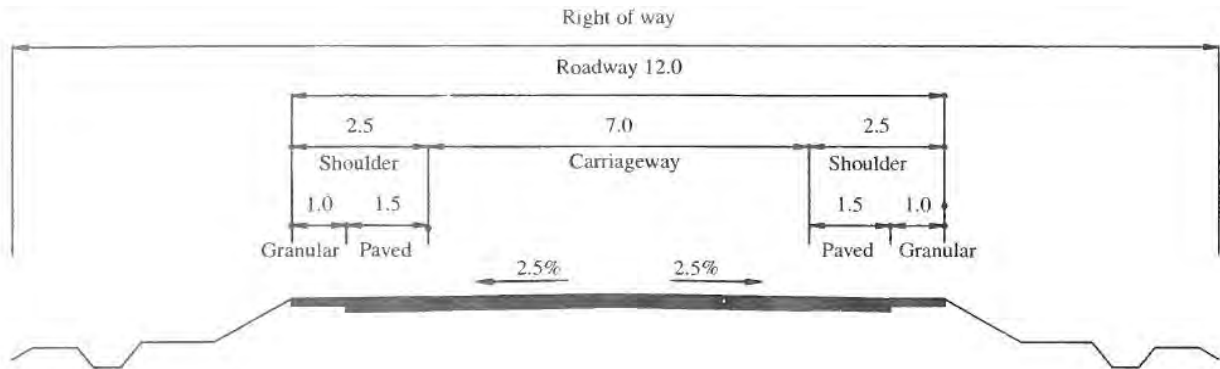 Right of way
Roadway 12.0
2.5 7.0 2.5
Shoulder Carriageway Shoulder
1.0 1.5 1.5 1.0
Granular Paved Paved Granular
2.5% 2.5%